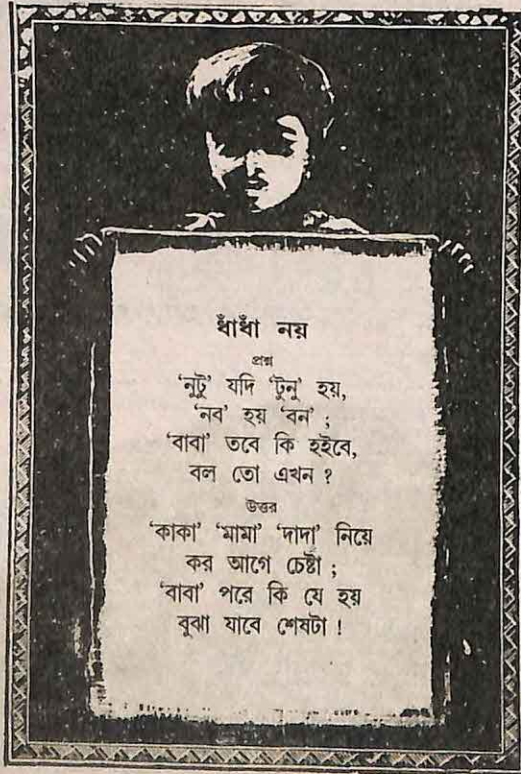 ধাঁধাঁ নয়
প্রশ্ন
‘নুটু’ যদি ‘টুনু’ হয়,
‘নব’ হয় ‘বন’ ;
‘বাবা’ তবে কি হইবে,
বল তো এখন ?
উত্তর
‘কাকা’ ‘মামা’ ‘দাদা’ নিয়ে
কর আগে চেষ্টা ;
‘বাবা’ পরে কি যে হয়
বুঝা যাবে শেষটা !